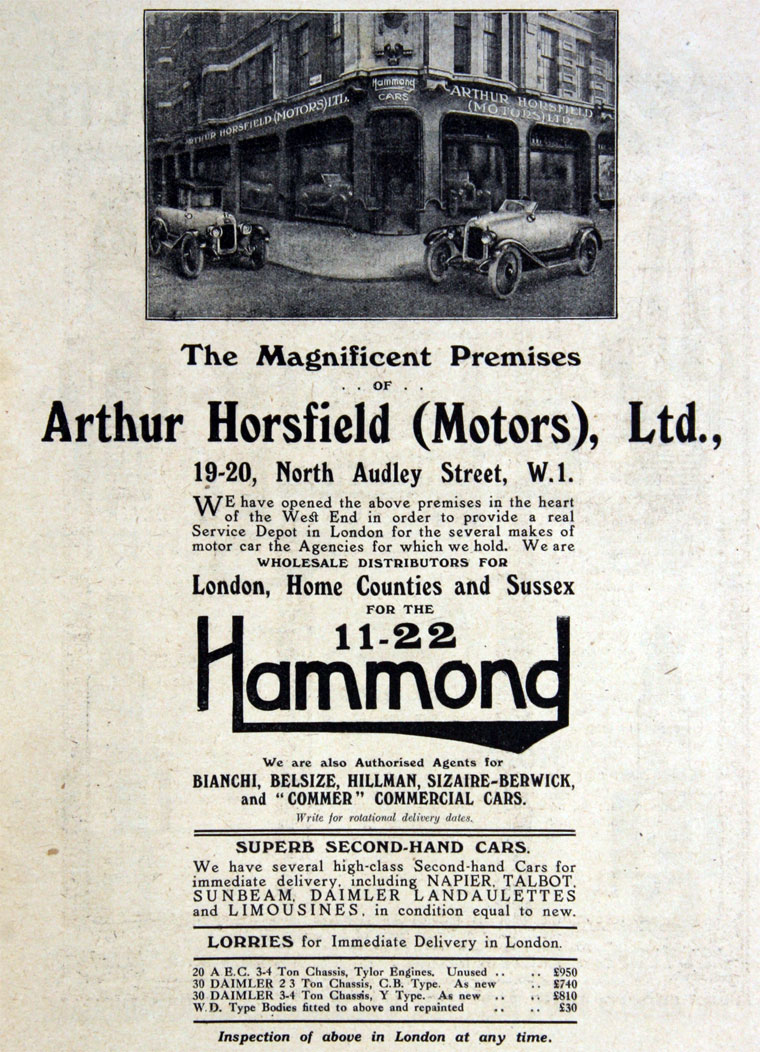 Hammond
CARS
ARTHUR HORSFIELD (MOTORS) LTD.
ARTHUR HORSFIELD
(MOTORS) LTD.
The Magnificent Premises
. . OF . .
Arthur Horsfield (Motors), Ltd.,
19-20, North Audley Street, W.1.
WE have opened the above premises in the heart
of the West End in order to provide a real
Service Depot in London for the several makes of
motor car the Agencies for which we hold. We are
WHOLESALE DISTRIBUTORS FOR
London, Home Counties and Sussex
FOR THE
11-22
Hammond
We are also Authorised Agents for
BIANCHI, BELSIZE, HILLMAN, SIZAIRE-BERWICK,
and "COMMER" COMMERCIAL CARS.
Write for rotational delivery dates.
SUPERB SECOND-HAND CARS.
We have several high-class Second-hand Cars for
immediate delivery, including NAPIER, TALBOT,
SUNBEAM, DAIMLER LANDAULETTES
and LIMOUSINES, in condition equal to new.
LORRIES for Immediate Delivery in London.
20 A.E.C. 3-4 Ton Chassis, Tylor Engines. Unused .. .. £950
30 DAIMLER 2 3 Ton Chassis, C.B. Type. As new .. £740
30 DAIMLER 3-4 Ton Chassis, Y Type. As new .. .. £810
W.D. Type Bodies fitted to above and repainted .. .. £30
Inspection of above in London at any time.